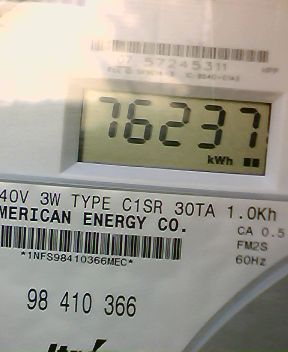 57245311
76237
kWh
40V 3W TYPE C1SR 30TA 1.0Kh
MERICAN ENERGY CO.
CA 0.5
FM2S
60Hz
*1NFS98410366MEC*
98 410 366